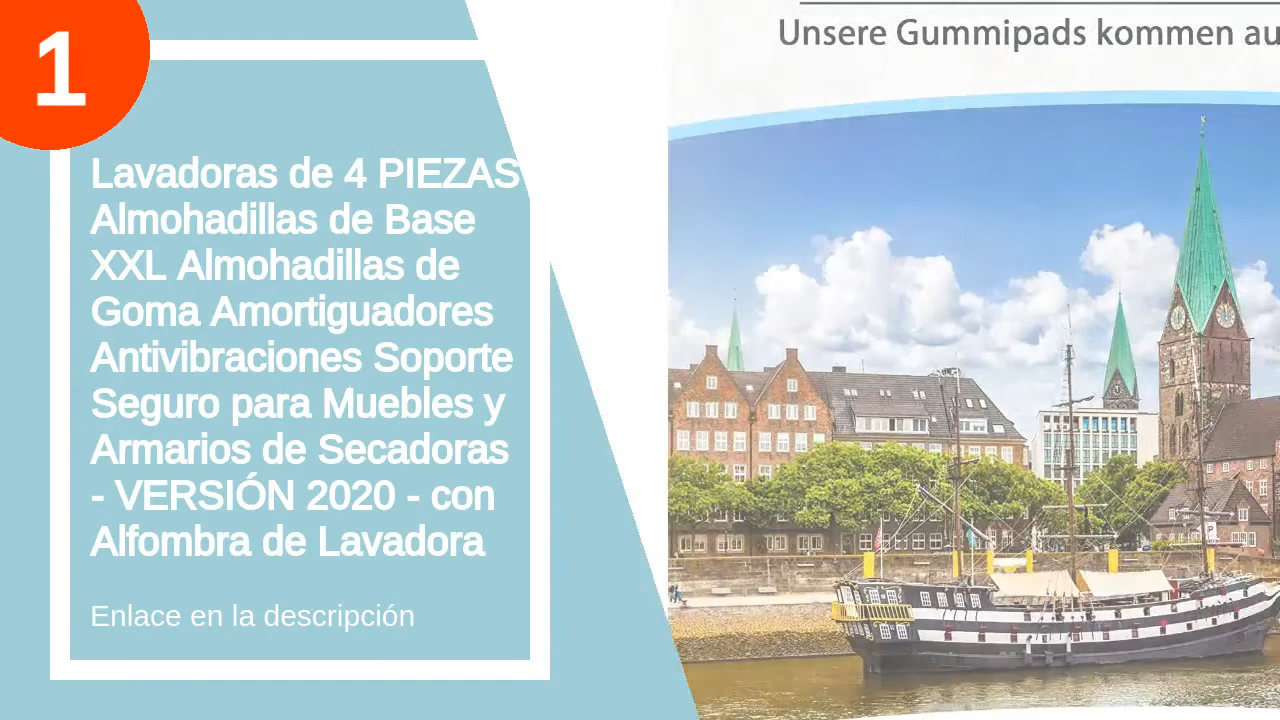 1
Unsere Gummipads kommen au
Lavadoras de 4 PIEZAS
Almohadillas de Base
XXL Almohadillas de
Goma Amortiguadores
Antivibraciones Soporte
Seguro para Muebles y
Armarios de Secadoras
- VERSIÓN 2020 - con
Alfombra de Lavadora
Enlace en la descripción
P